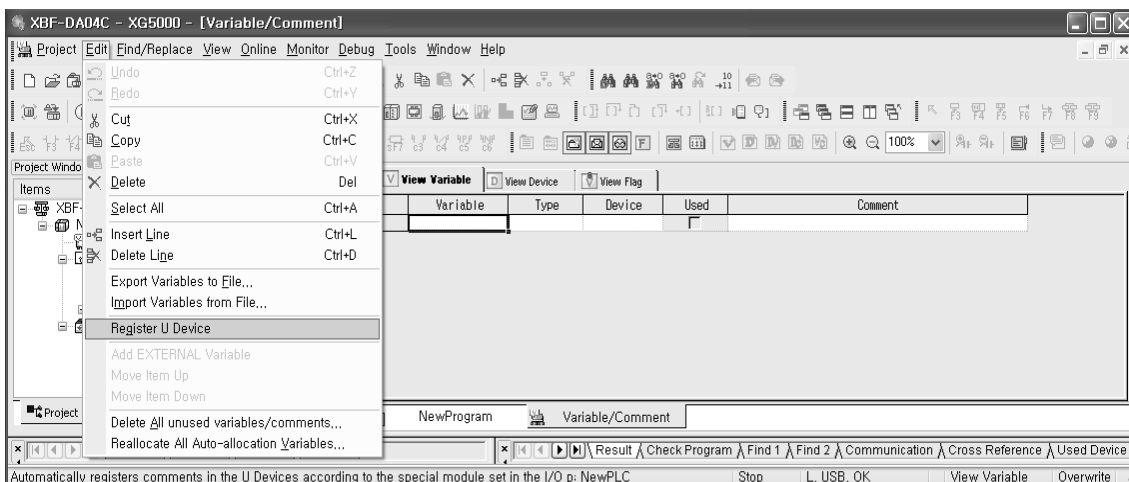 XBF-DA04C - XG5000 - [Variable/Comment]
Project Edit Find/Replace View Online Monitor Debug Tools Window Help
Undo Ctrl+Z
Redo Ctrl+Y
Cut Ctrl+X
Copy Ctrl+C
Paste Ctrl+V
Delete Del
Select All Ctrl+A
Insert Line Ctrl+L
Delete Line Ctrl+D
Export Variables to File...
Import Variables from File...
Register U Device
Add EXTERNAL Variable
Move Item Up
Move Item Down
Delete All unused variables/comments...
Reallocate All Auto-allocation Variables...
100%
Project Windo
Items
XBF-
N
Project
V View Variable D View Device View Flag
Variable Type Device Used Comment
NewProgram Variable/Comment
Result Check Program Find 1 Find 2 Communication Cross Reference Used Device
Automatically registers comments in the U Devices according to the special module set in the I/O p: NewPLC Stop L, USB, OK View Variable Overwrite